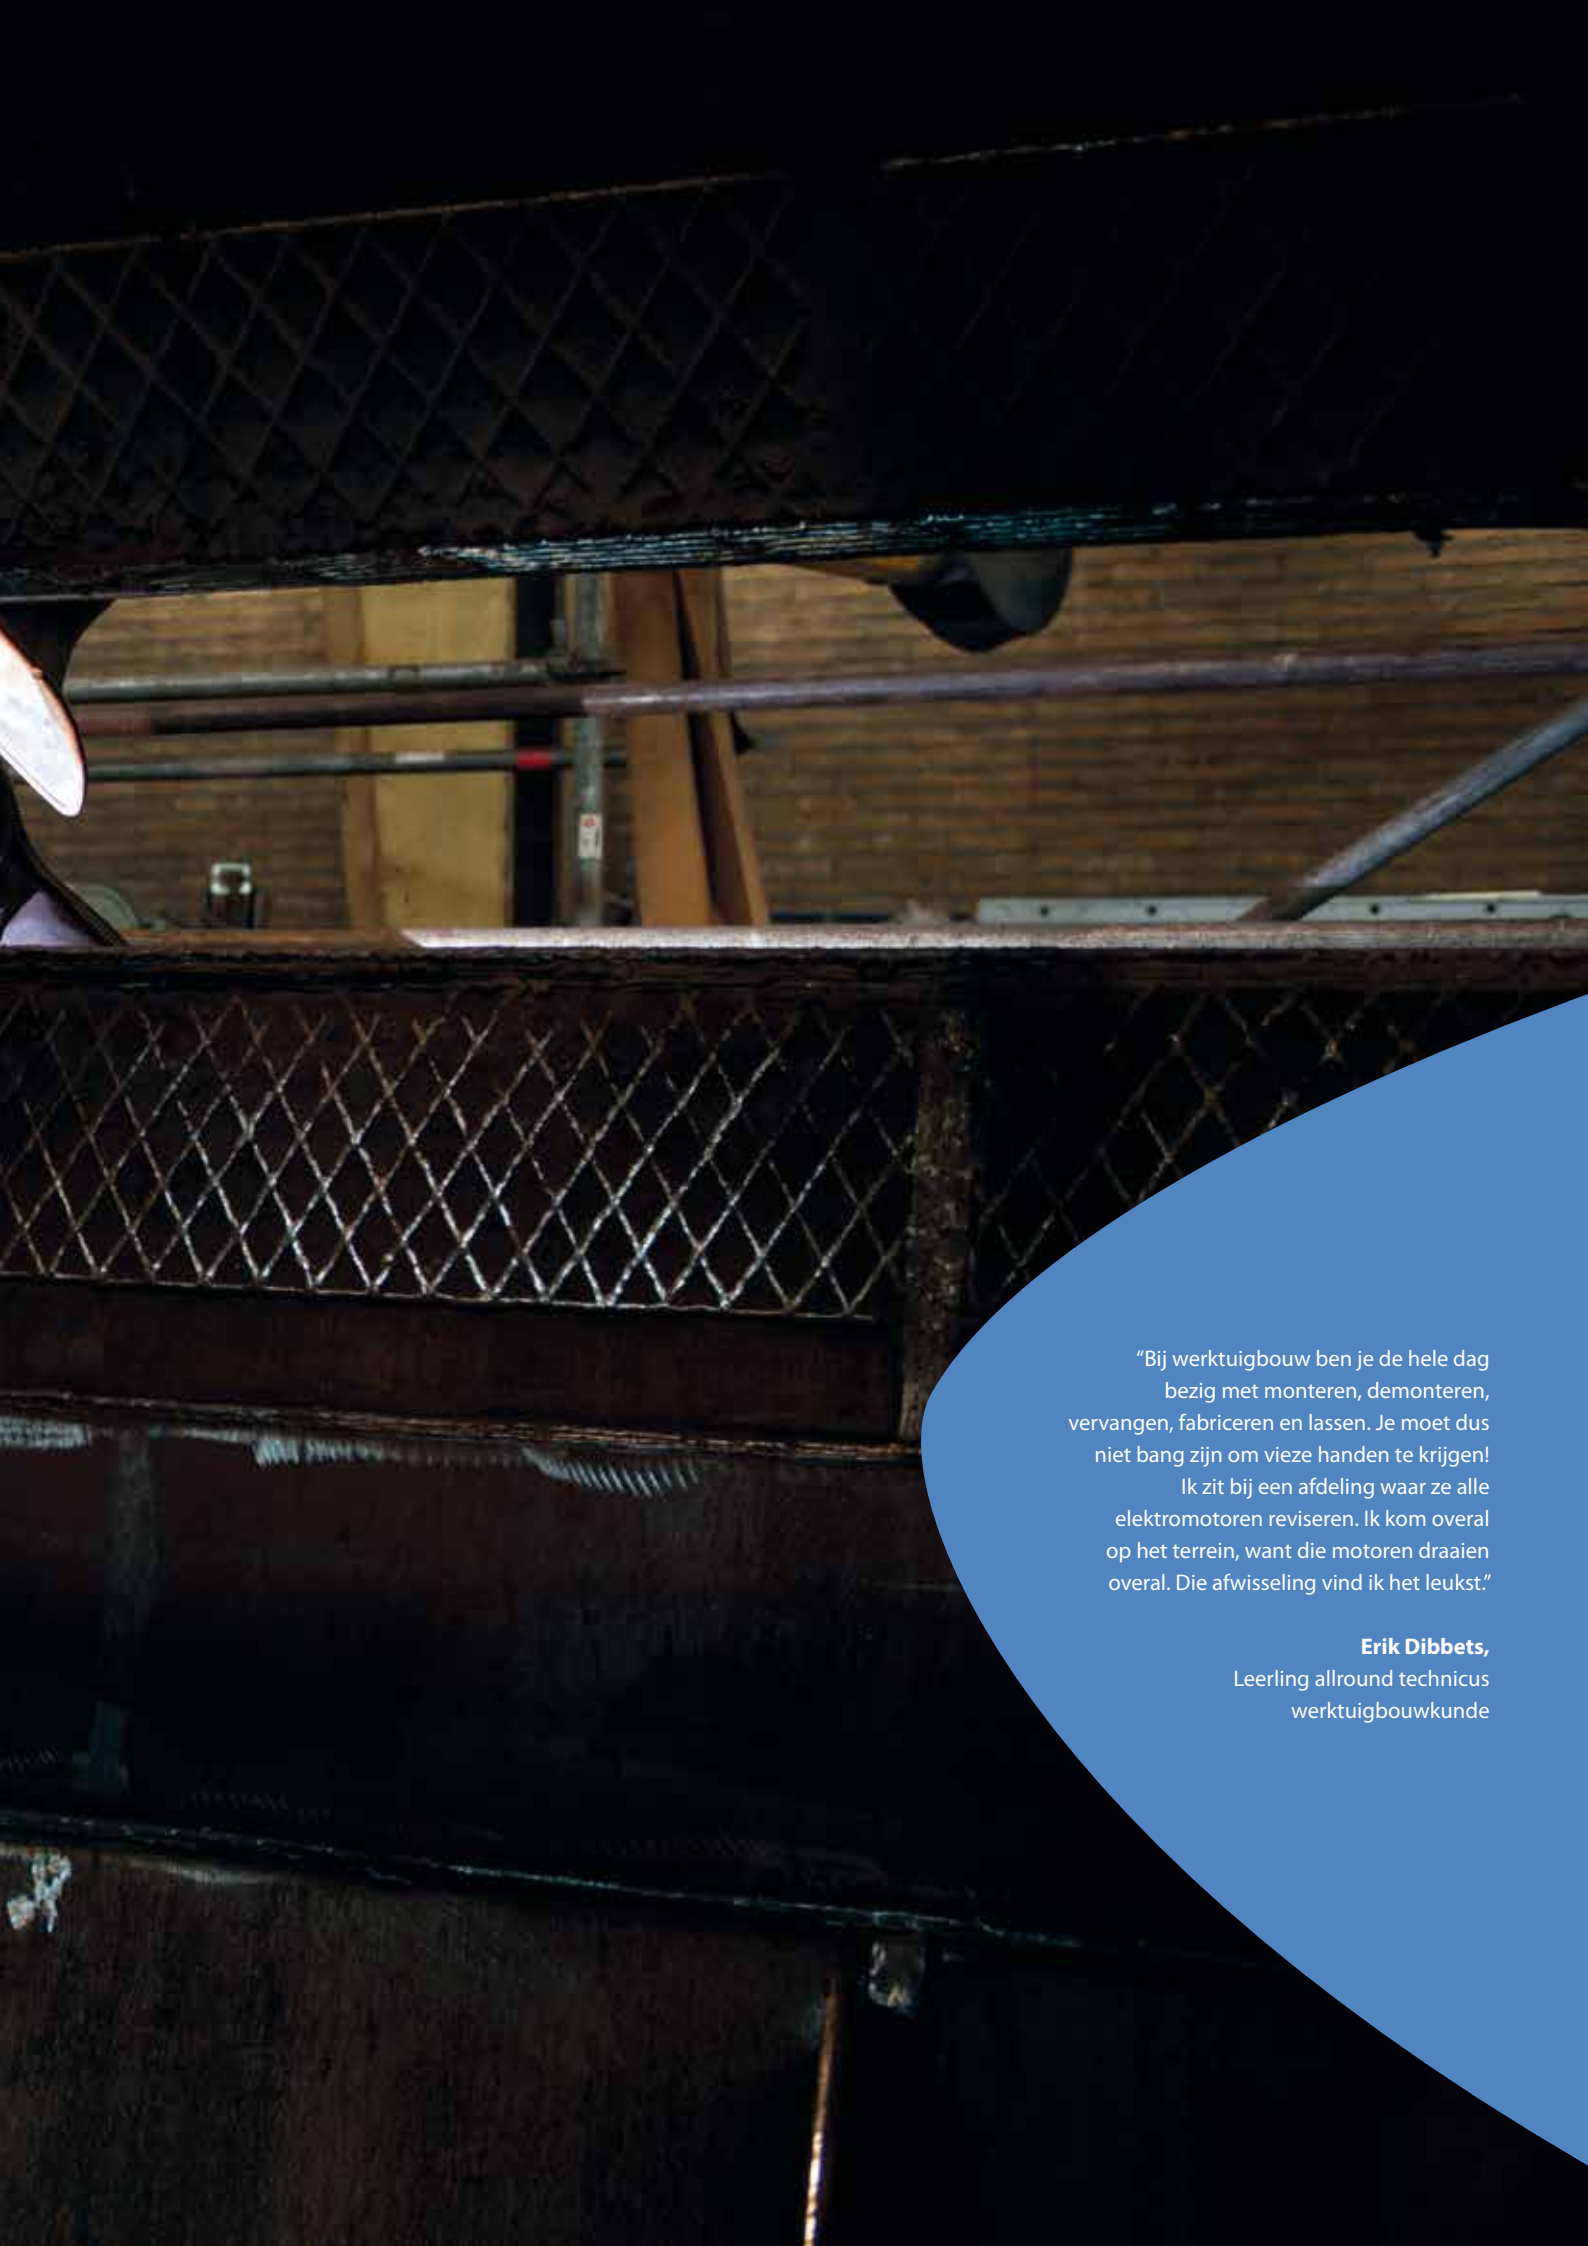 “Bij werktuigbouw ben je de hele dag
bezig met monteren, demonteren,
vervangen, fabriceren en lassen. Je moet dus
niet bang zijn om vieze handen te krijgen!
Ik zit bij een afdeling waar ze alle
elektromotoren reviseren. Ik kom overal
op het terrein, want die motoren draaien
overal. Die afwisseling vind ik het leukst.”
Erik Dibbets,
Leerling allround technicus
werktuigbouwkunde